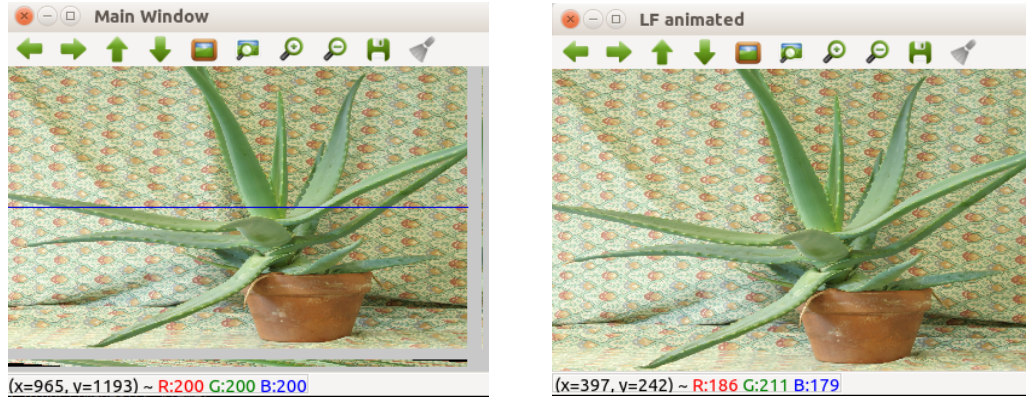 Main Window
(x=965, y=1193) ~ R:200 G:200 B:200
LF animated
(x=397, y=242) ~ R:186 G:211 B:179